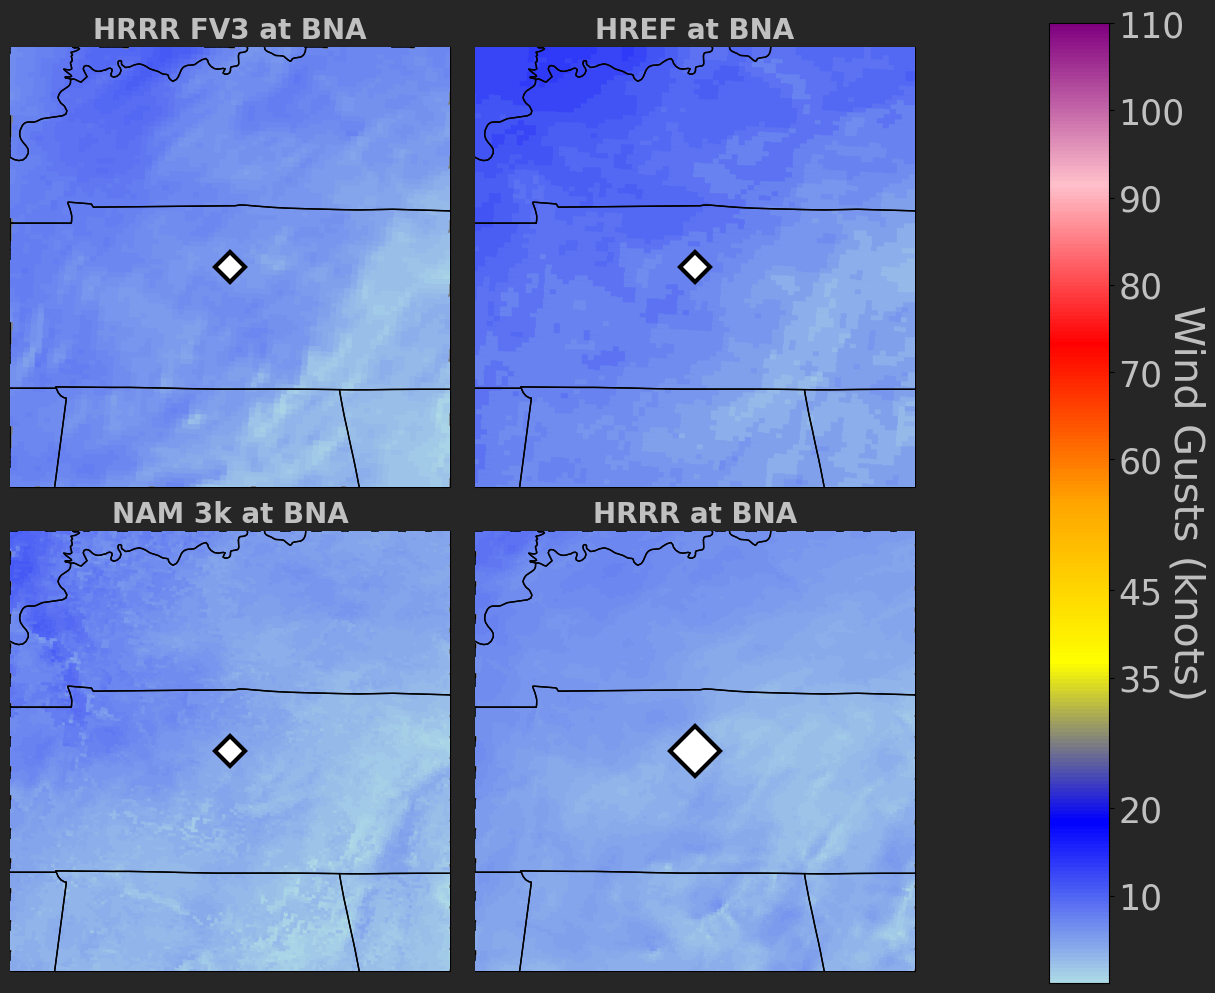 HRRR FV3 at BNA
HREF at BNA
NAM 3k at BNA
HRRR at BNA
110
100
90
80
70
60
45
35
20
10
Wind Gusts (knots)